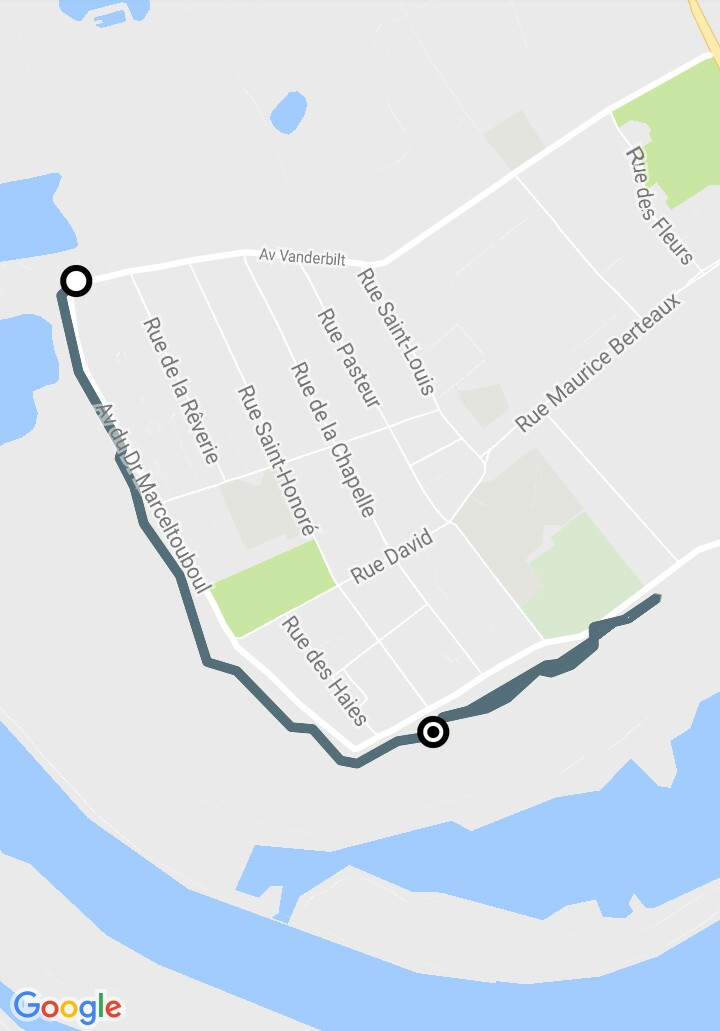 Rue des Fleurs
Av Vanderbilt
Rue Saint-Louis
Rue Maurice Berteaux
Rue Pasteur
Rue de la Rêverie
Rue de la Chapelle
Rue Saint-Honoré
Av du Dr Marceltouboul
Rue David
Rue des Haies
Google